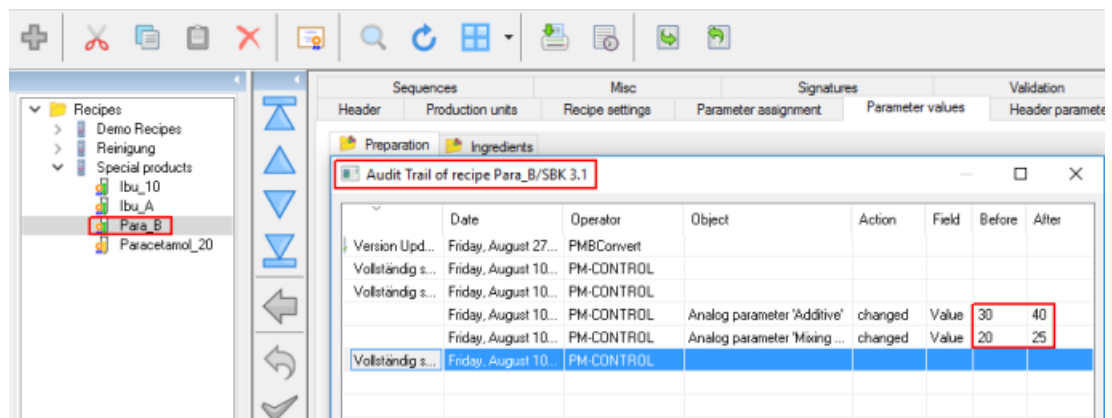 Sequences Misc Signatures Validation
Header Production units Recipe settings Parameter assignment Parameter values Header paramete
Recipes
Demo Recipes
Reinigung
Special products
Ibu_10
Ibu_A
Para_B
Paracetamol_20
Preparation Ingredients
Audit Trail of recipe Para_B/SBK 3.1
Date Operator Object Action Field Before After
Version Upd... Friday, August 27... PMBConvert
Vollständig s... Friday, August 10... PM-CONTROL
Vollständig s... Friday, August 10... PM-CONTROL
Friday, August 10... PM-CONTROL Analog parameter 'Additive' changed Value 30 40
Friday, August 10... PM-CONTROL Analog parameter 'Mixing ... changed Value 20 25
Vollständig s... Friday, August 10... PM-CONTROL